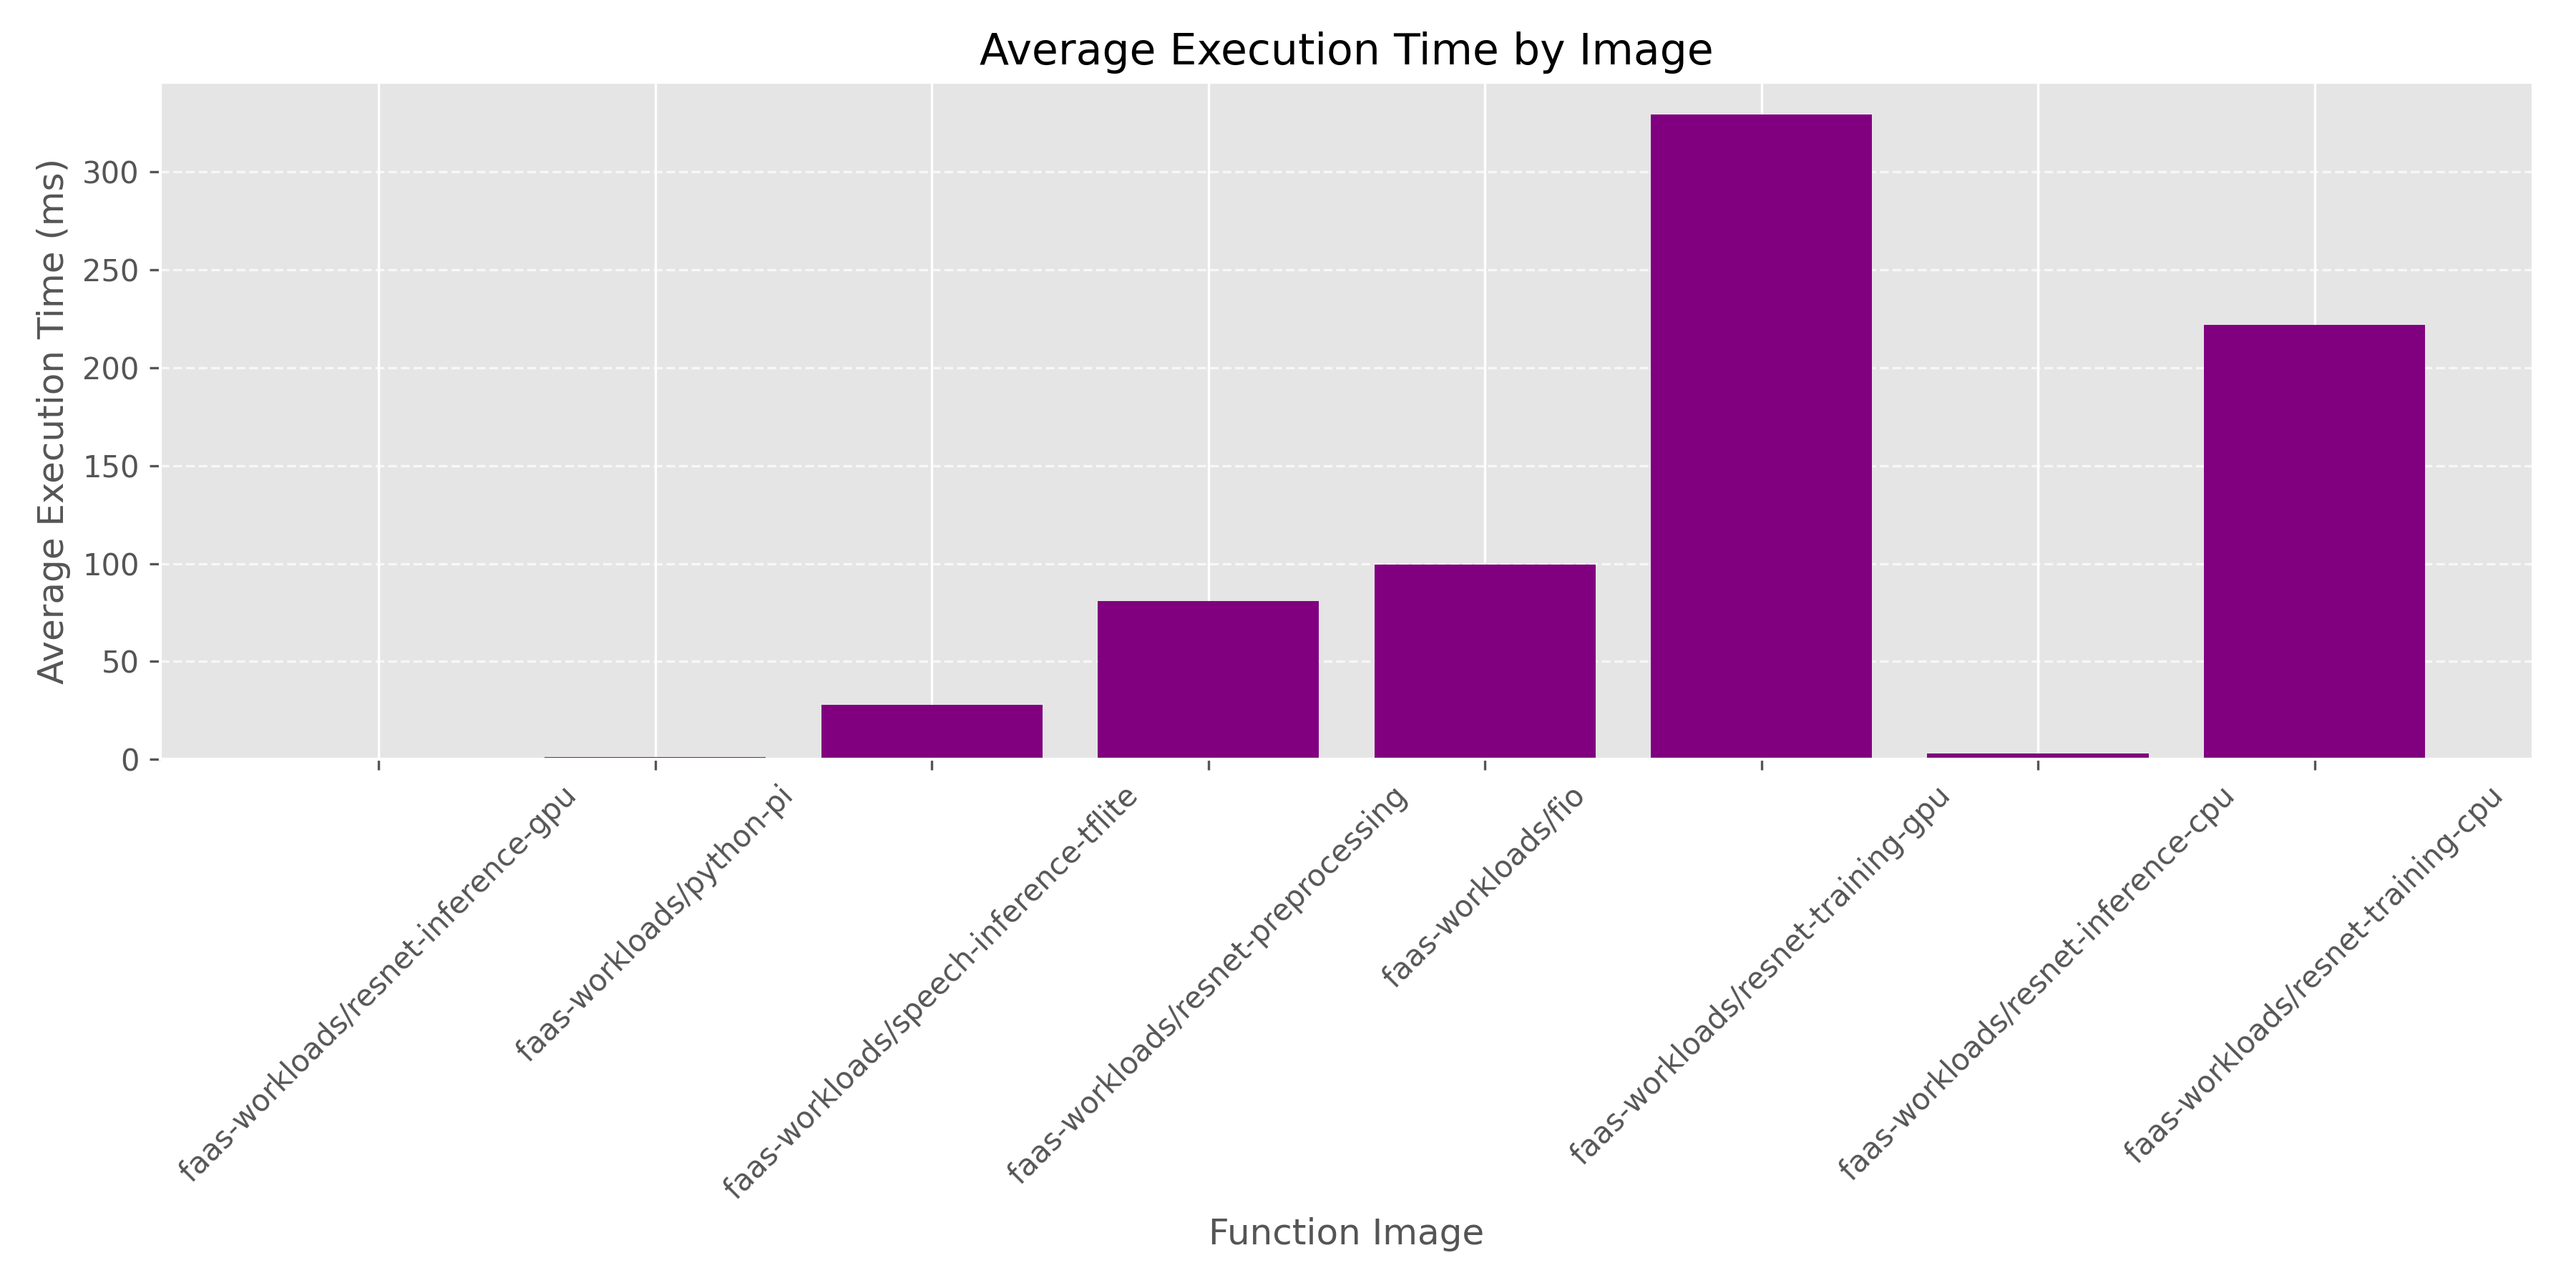 Average Execution Time by Image
Average Execution Time (ms)
300
250
200
150
100
50
0
faas-workloads/resnet-inference-gpu
faas-workloads/python-pi
faas-workloads/speech-inference-tflite
faas-workloads/resnet-preprocessing
faas-workloads/fio
faas-workloads/resnet-training-gpu
faas-workloads/resnet-inference-cpu
faas-workloads/resnet-training-cpu
Function Image